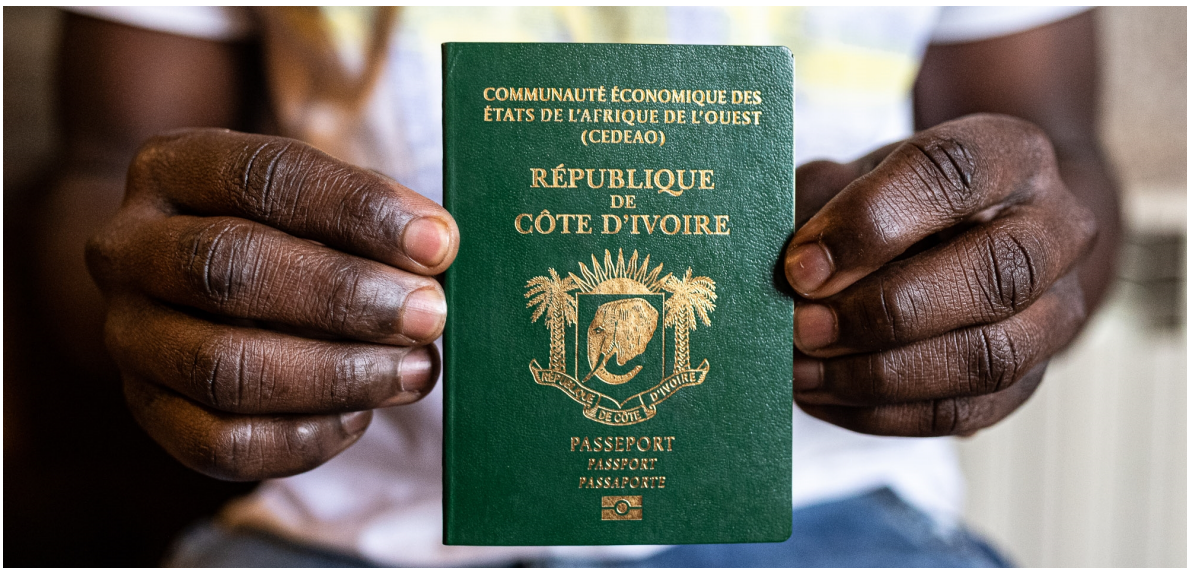 COMMUNAUTÉ ÉCONOMIQUE DES
ÉTATS DE L'AFRIQUE DE L'OUEST
(CEDEAO)
RÉPUBLIQUE
DE
CÔTE D'IVOIRE
RÉPUBLIQUE DE CÔTE D'IVOIRE
PASSEPORT
PASSPORT
PASSAPORTE